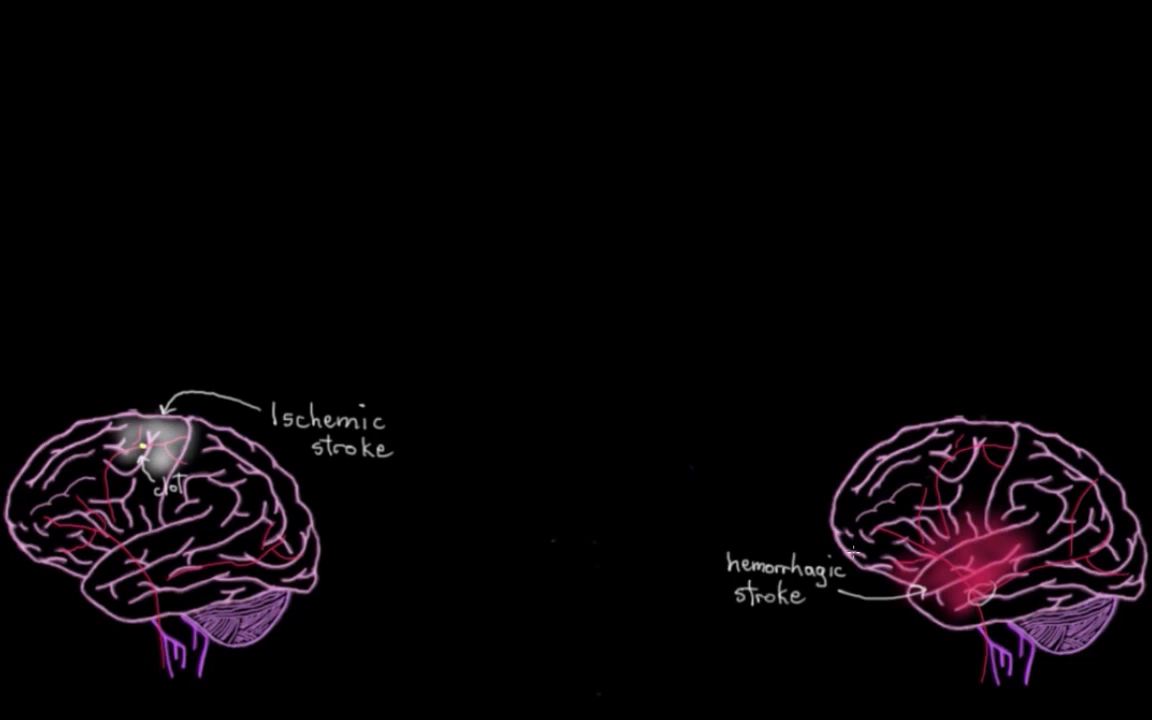 Ischemic
stroke
clot
hemorrhagic
stroke